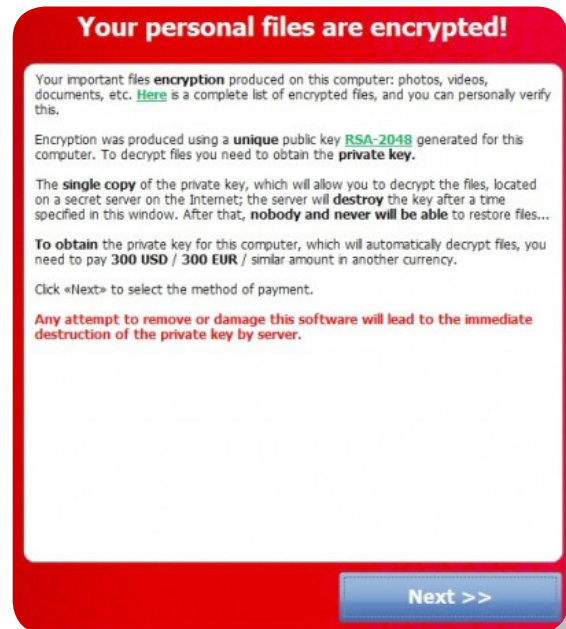 Your personal files are encrypted!
Your important files encryption produced on this computer: photos, videos,
documents, etc. Here is a complete list of encrypted files, and you can personally verify
this.
Encryption was produced using a unique public key RSA-2048 generated for this
computer. To decrypt files you need to obtain the private key.
The single copy of the private key, which will allow you to decrypt the files, located
on a secret server on the Internet; the server will destroy the key after a time
specified in this window. After that, nobody and never will be able to restore files...
To obtain the private key for this computer, which will automatically decrypt files, you
need to pay 300 USD / 300 EUR / similar amount in another currency.
Click «Next» to select the method of payment.
Any attempt to remove or damage this software will lead to the immediate
destruction of the private key by server.
Next >>